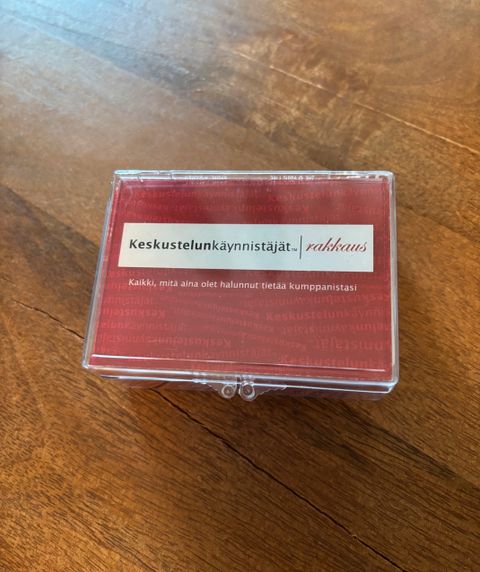 Keskustelunkäynnistäjät™ | rakkaus
Kaikki, mitä aina olet halunnut tietää kumppanistasi